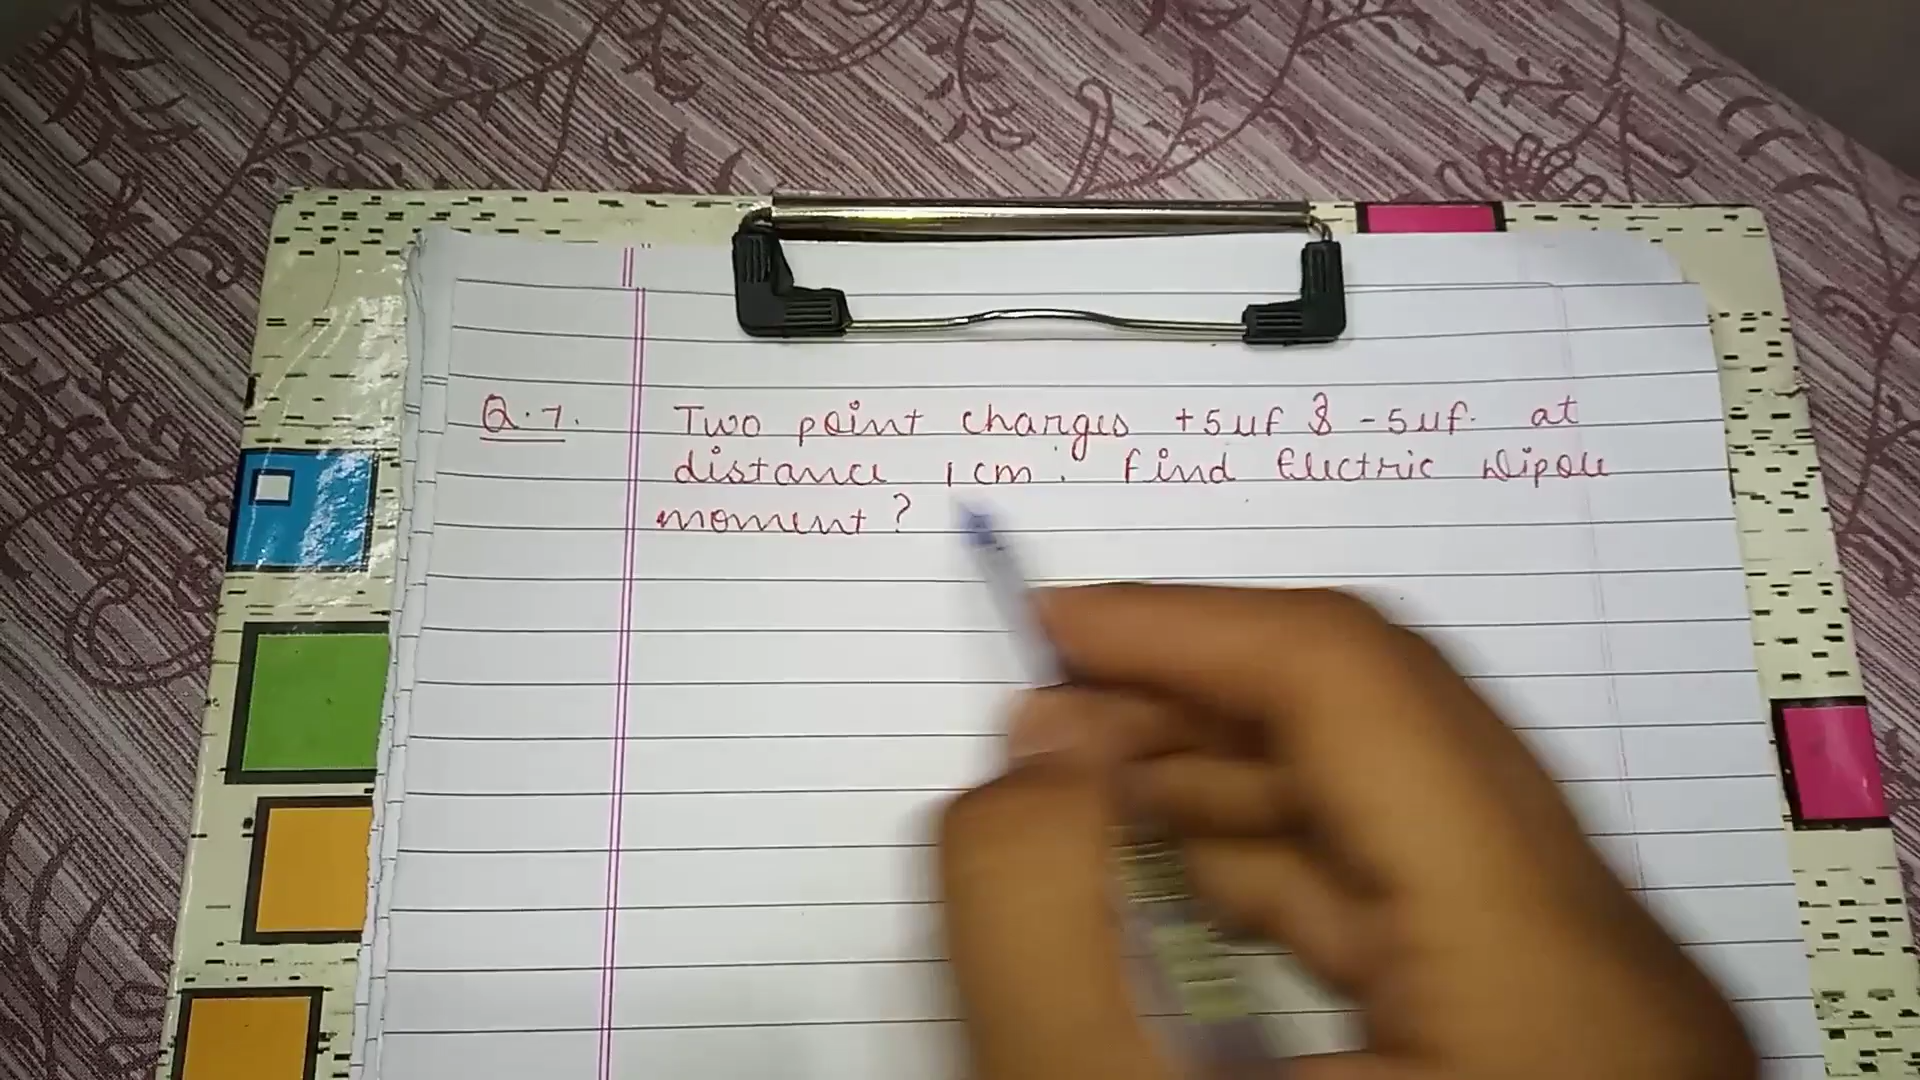 Q.7. Two point charges +5uf & -5uf. at
distance 1cm. find Electric Dipole
moment ?